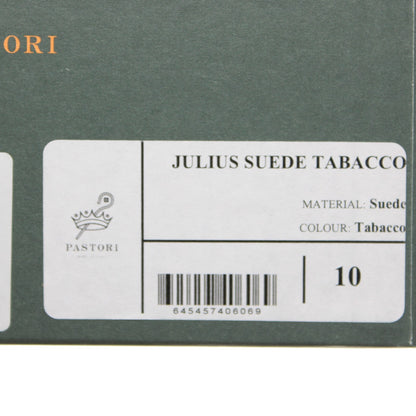 ORI
JULIUS SUEDE TABACCO
MATERIAL: Suede
COLOUR: Tabacco
PASTORI
10
645457406069